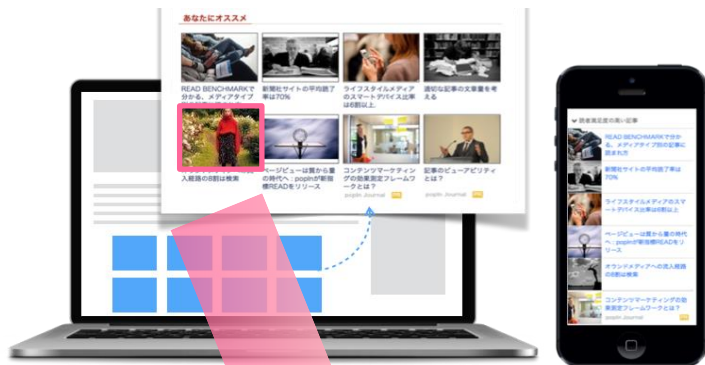 あなたにオススメ
READ BENCHMARKで
分かる、メディアタイプ
新聞社サイトの平均読了
率は70%
ライフスタイルメディア
のスマートデバイス比率
は6割以上
適切な記事の文章量を考
える
入経路の8割は検索
ページビューは質から量
の時代へ:popInが新指
標READをリリース
コンテンツマーケティン
グの効果測定フレームワ
ークとは?
popIn Journal
記事のビューアビリティ
とは?
popIn Journal
読者満足度の高い記事
READ BENCHMARKで分か
る、メディアタイプ別の記事に
読まれ方
新聞社サイトの平均読了率は
70%
ライフスタイルメディアのスマ
ートデバイス比率は6割以上
ページビューは質から量の時代
へ:popInが新指標READをリ
リース
オウンドメディアへの流入経路
の8割は検索
コンテンツマーケティングの効
果測定フレームワークとは?
popIn Journal